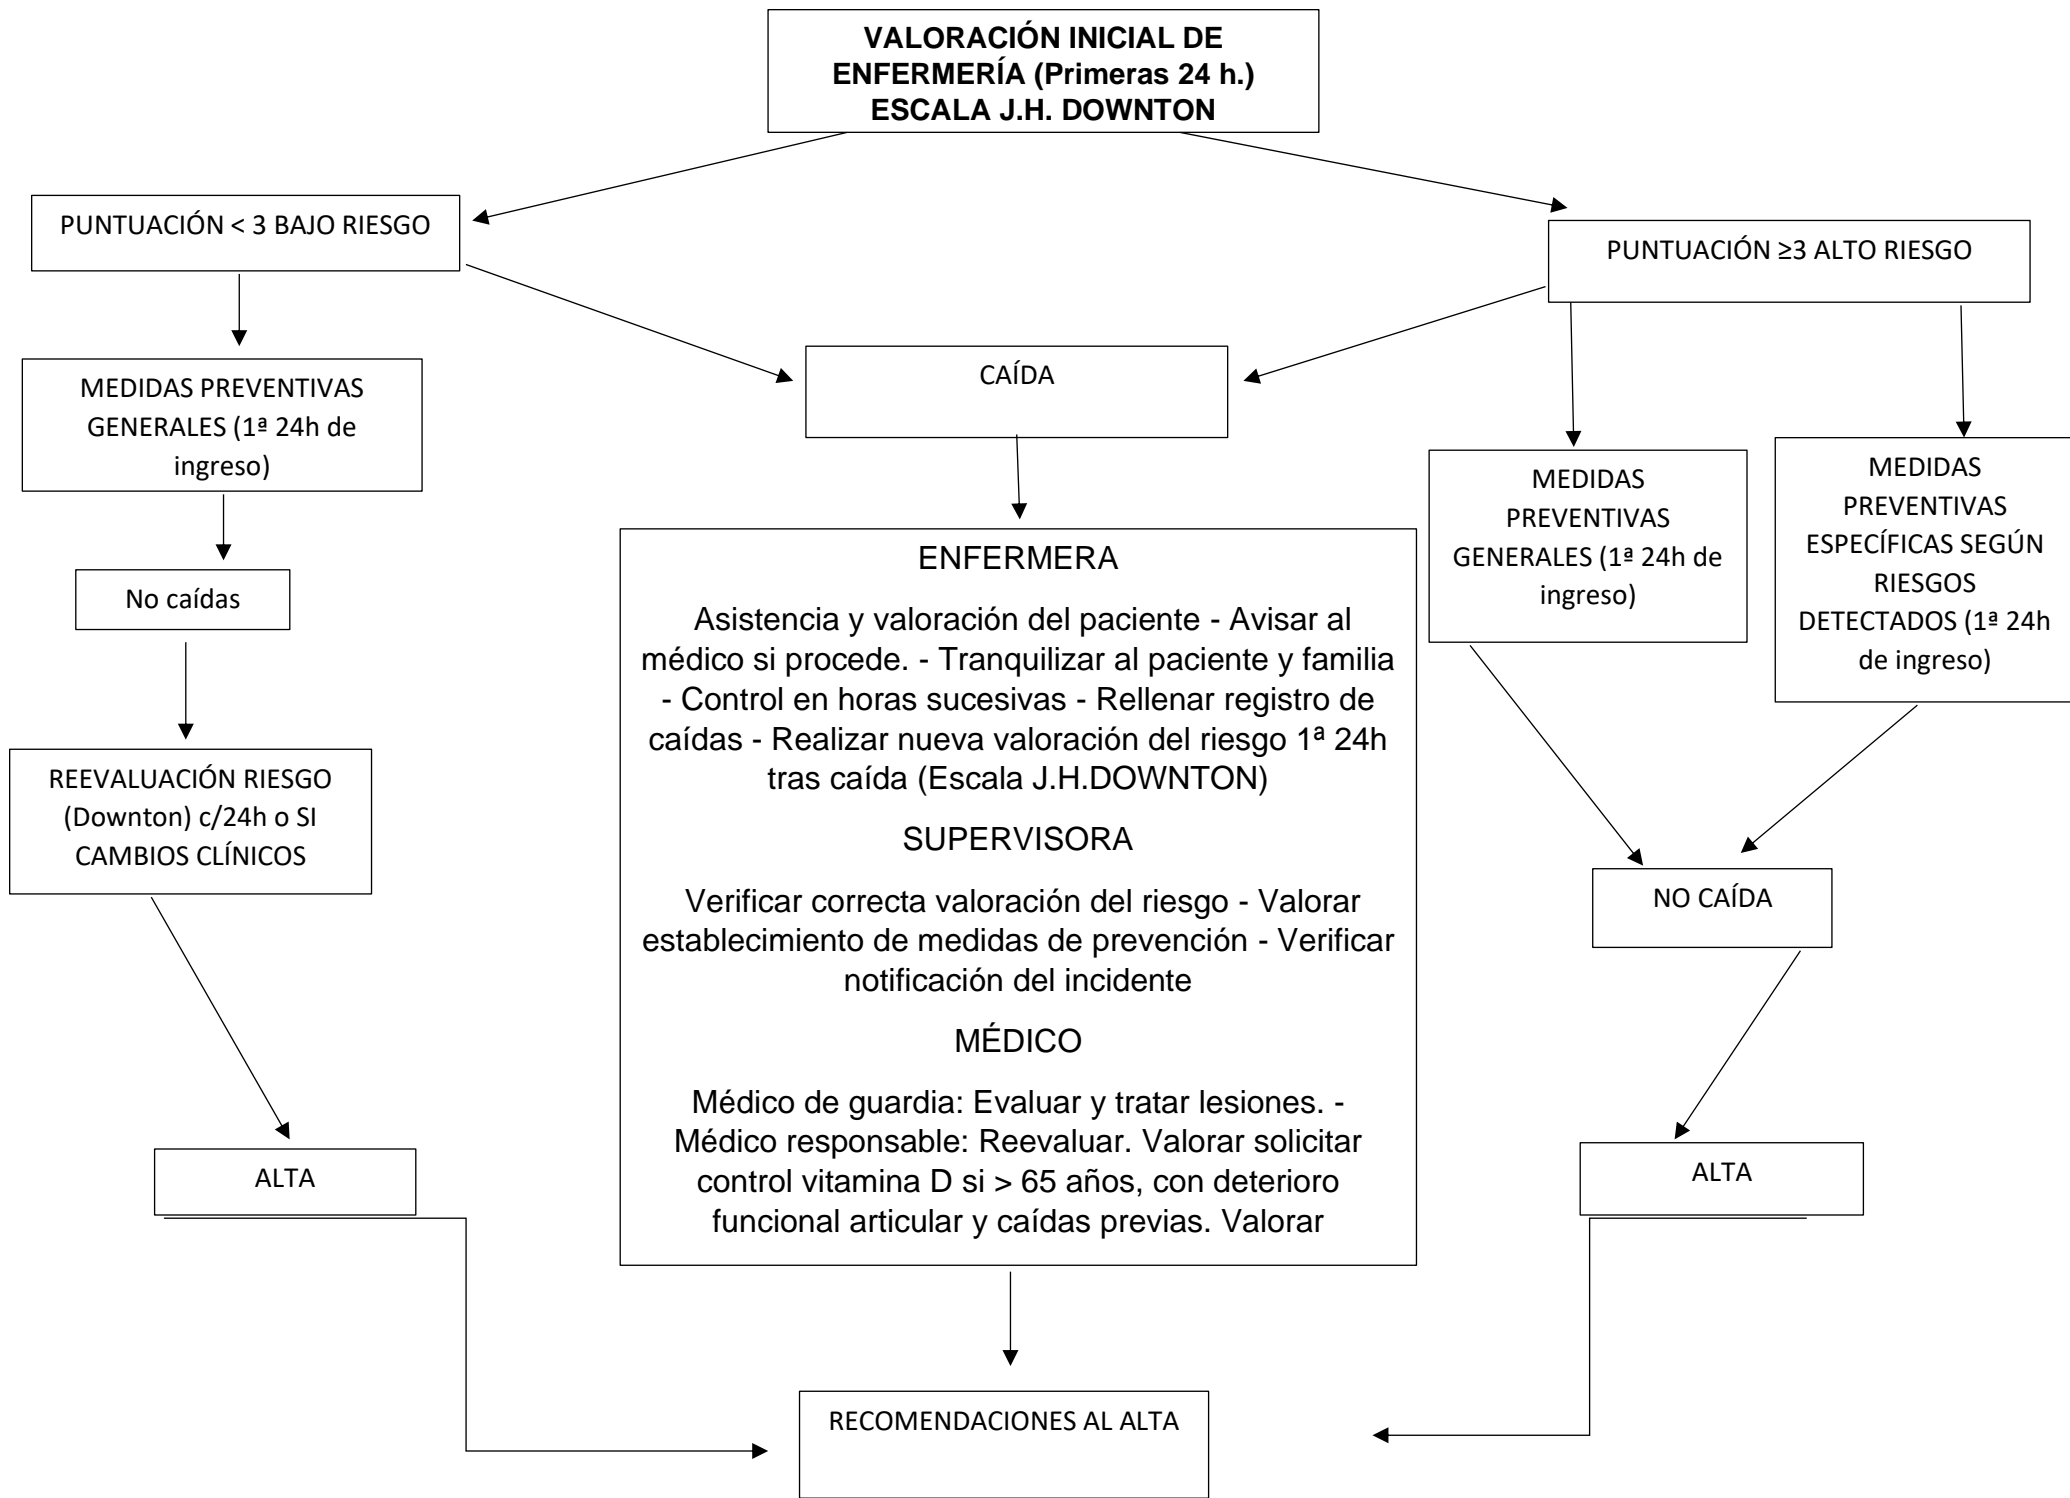 VALORACIÓN INICIAL DE
ENFERMERÍA (Primeras 24 h.)
ESCALA J.H. DOWNTON
PUNTUACIÓN < 3 BAJO RIESGO
PUNTUACIÓN ≥3 ALTO RIESGO
MEDIDAS PREVENTIVAS
GENERALES (1ª 24h de
ingreso)
CAÍDA
MEDIDAS
PREVENTIVAS
GENERALES (1ª 24h de
ingreso)
MEDIDAS
PREVENTIVAS
ESPECÍFICAS SEGÚN
RIESGOS
DETECTADOS (1ª 24h
de ingreso)
No caídas
ENFERMERA
Asistencia y valoración del paciente - Avisar al
médico si procede. - Tranquilizar al paciente y familia
- Control en horas sucesivas - Rellenar registro de
caídas - Realizar nueva valoración del riesgo 1ª 24h
tras caída (Escala J.H.DOWNTON)
SUPERVISORA
Verificar correcta valoración del riesgo - Valorar
establecimiento de medidas de prevención - Verificar
notificación del incidente
MÉDICO
Médico de guardia: Evaluar y tratar lesiones. -
Médico responsable: Reevaluar. Valorar solicitar
control vitamina D si > 65 años, con deterioro
funcional articular y caídas previas. Valorar
REEVALUACIÓN RIESGO
(Downton) c/24h o SI
CAMBIOS CLÍNICOS
NO CAÍDA
ALTA
ALTA
RECOMENDACIONES AL ALTA